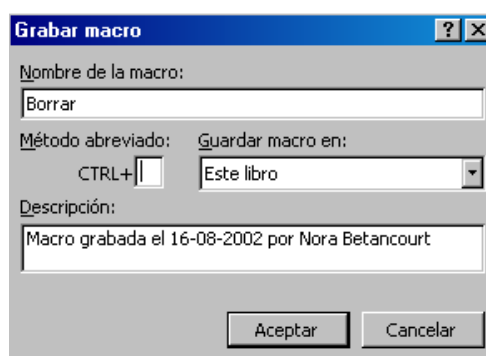 Grabar macro
Nombre de la macro:
Borrar
Método abreviado: Guardar macro en:
CTRL+ Este libro
Descripción:
Macro grabada el 16-08-2002 por Nora Betancourt
Aceptar Cancelar